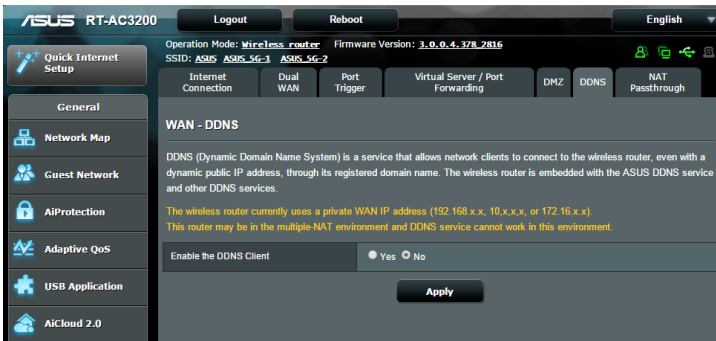 ASUS RT-AC3200 Logout Reboot English
Operation Mode: Wireless router Firmware Version: 3.0.0.4.378_2816
SSID: ASUS ASUS_5G-1 ASUS_5G-2
Quick Internet
Setup
General
Network Map
Guest Network
AiProtection
Adaptive QoS
USB Application
AiCloud 2.0
Internet
Connection
Dual
WAN
Port
Trigger
Virtual Server / Port
Forwarding
DMZ
DDNS
NAT
Passthrough
WAN - DDNS
DDNS (Dynamic Domain Name System) is a service that allows network clients to connect to the wireless router, even with a
dynamic public IP address, through its registered domain name. The wireless router is embedded with the ASUS DDNS service
and other DDNS services.
The wireless router currently uses a private WAN IP address (192.168.x.x, 10,x,x,x, or 172.16.x.x).
This router may be in the multiple-NAT environment and DDNS service cannot work in this environment.
Enable the DDNS Client Yes No
Apply